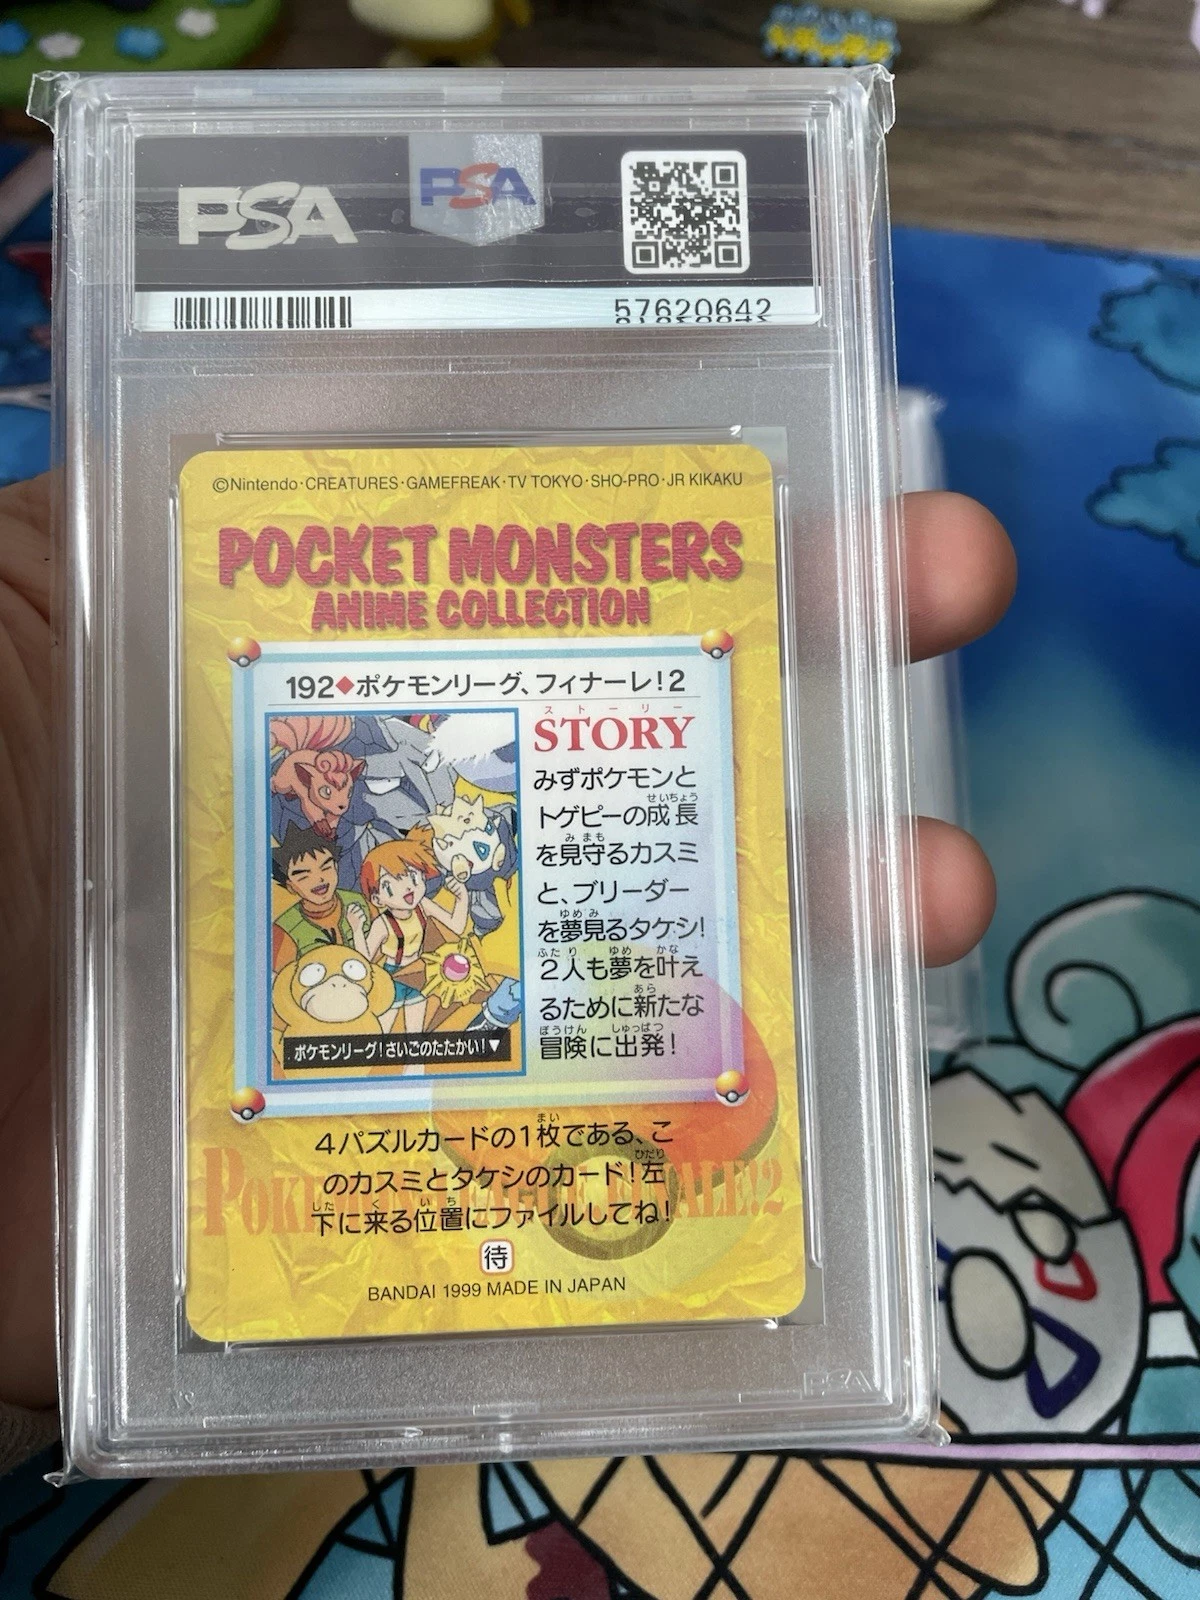 PSA
PSA
57620642
©Nintendo・CREATURES・GAMEFREAK・TV TOKYO・SHO-PRO・JR KIKAKU
POCKET MONSTERS
ANIME COLLECTION
192◆ポケモンリーグ、フィナーレ!2
ストーリー
STORY
みずポケモンと
せいちょう
トゲピーの成長
みまも
を見守るカスミ
と、ブリーダー
ゆめみ
を夢見るタケシ!
ふたり ゆめ かな
2人も夢を叶え
あら
るために新たな
ぼうけん しゅっぱつ
冒険に出発!
ポケモンリーグ!さいごのたたかい!▼
まい
4パズルカードの1枚である、こ
ひだり
のカスミとタケシのカード!左
した く いち
下に来る位置にファイルしてね!
待
BANDAI 1999 MADE IN JAPAN
PSA